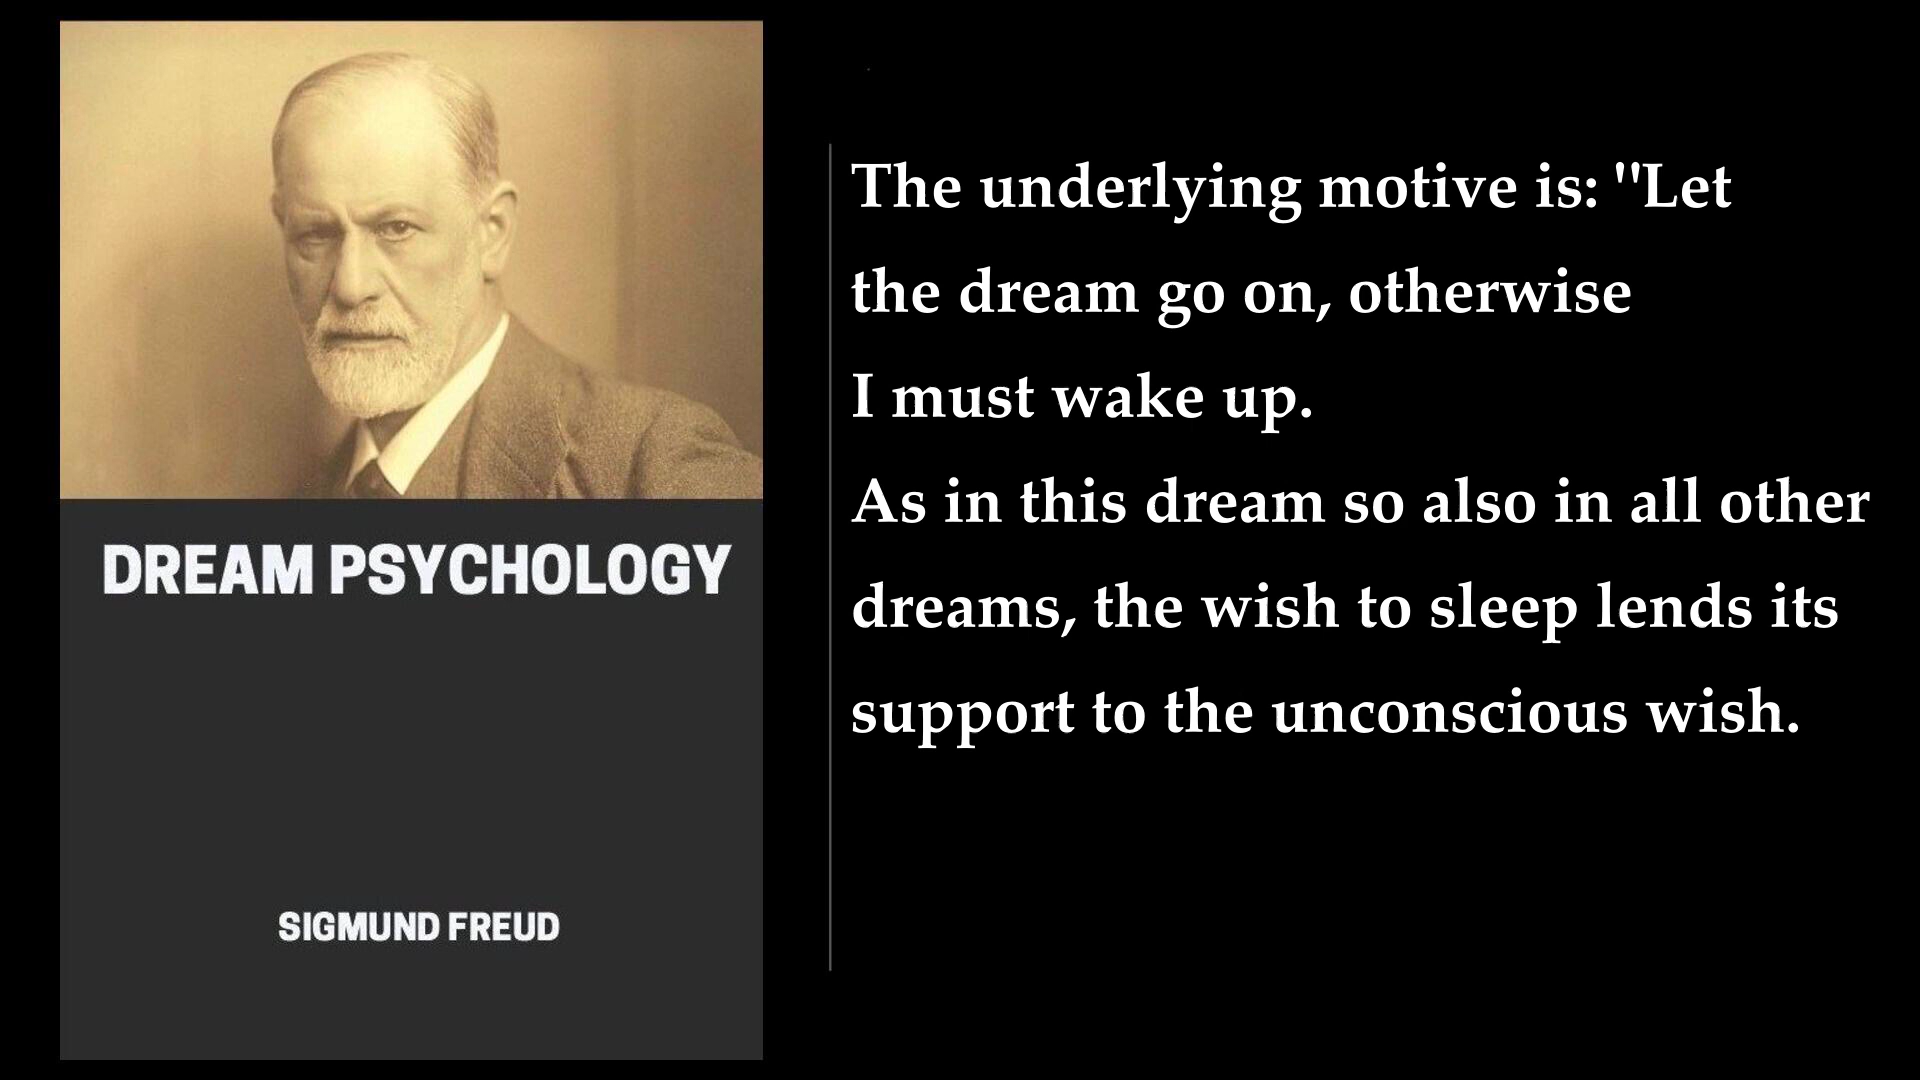 DREAM PSYCHOLOGY
SIGMUND FREUD
The underlying motive is: "Let
the dream go on, otherwise
I must wake up.
As in this dream so also in all other
dreams, the wish to sleep lends its
support to the unconscious wish.